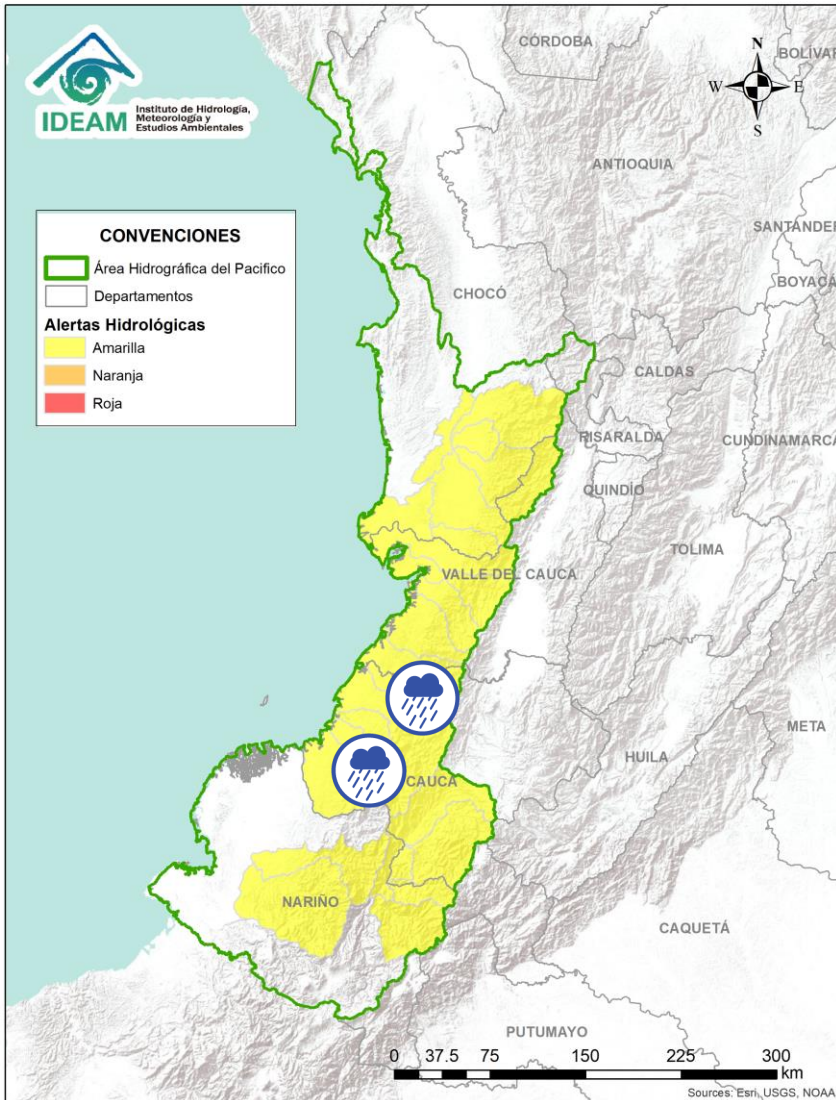 IDEAM
Instituto de Hidrología,
Meteorología y
Estudios Ambientales
CÓRDOBA
BOLÍVAR
N
W
E
S
ANTIOQUIA
SANTANDER
BOYACÁ
CONVENCIONES
Área Hidrográfica del Pacifico
Departamentos
Alertas Hidrológicas
Amarilla
Naranja
Roja
CHOCÓ
CALDAS
RISARALDA
CUNDINAMARCA
QUINDÍO
TOLIMA
VALLE DEL CAUCA
META
HUILA
CAUCA
NARIÑO
CAQUETÁ
PUTUMAYO
0 37.5 75 150 225 300
km
Sources: Esri, USGS, NOAA